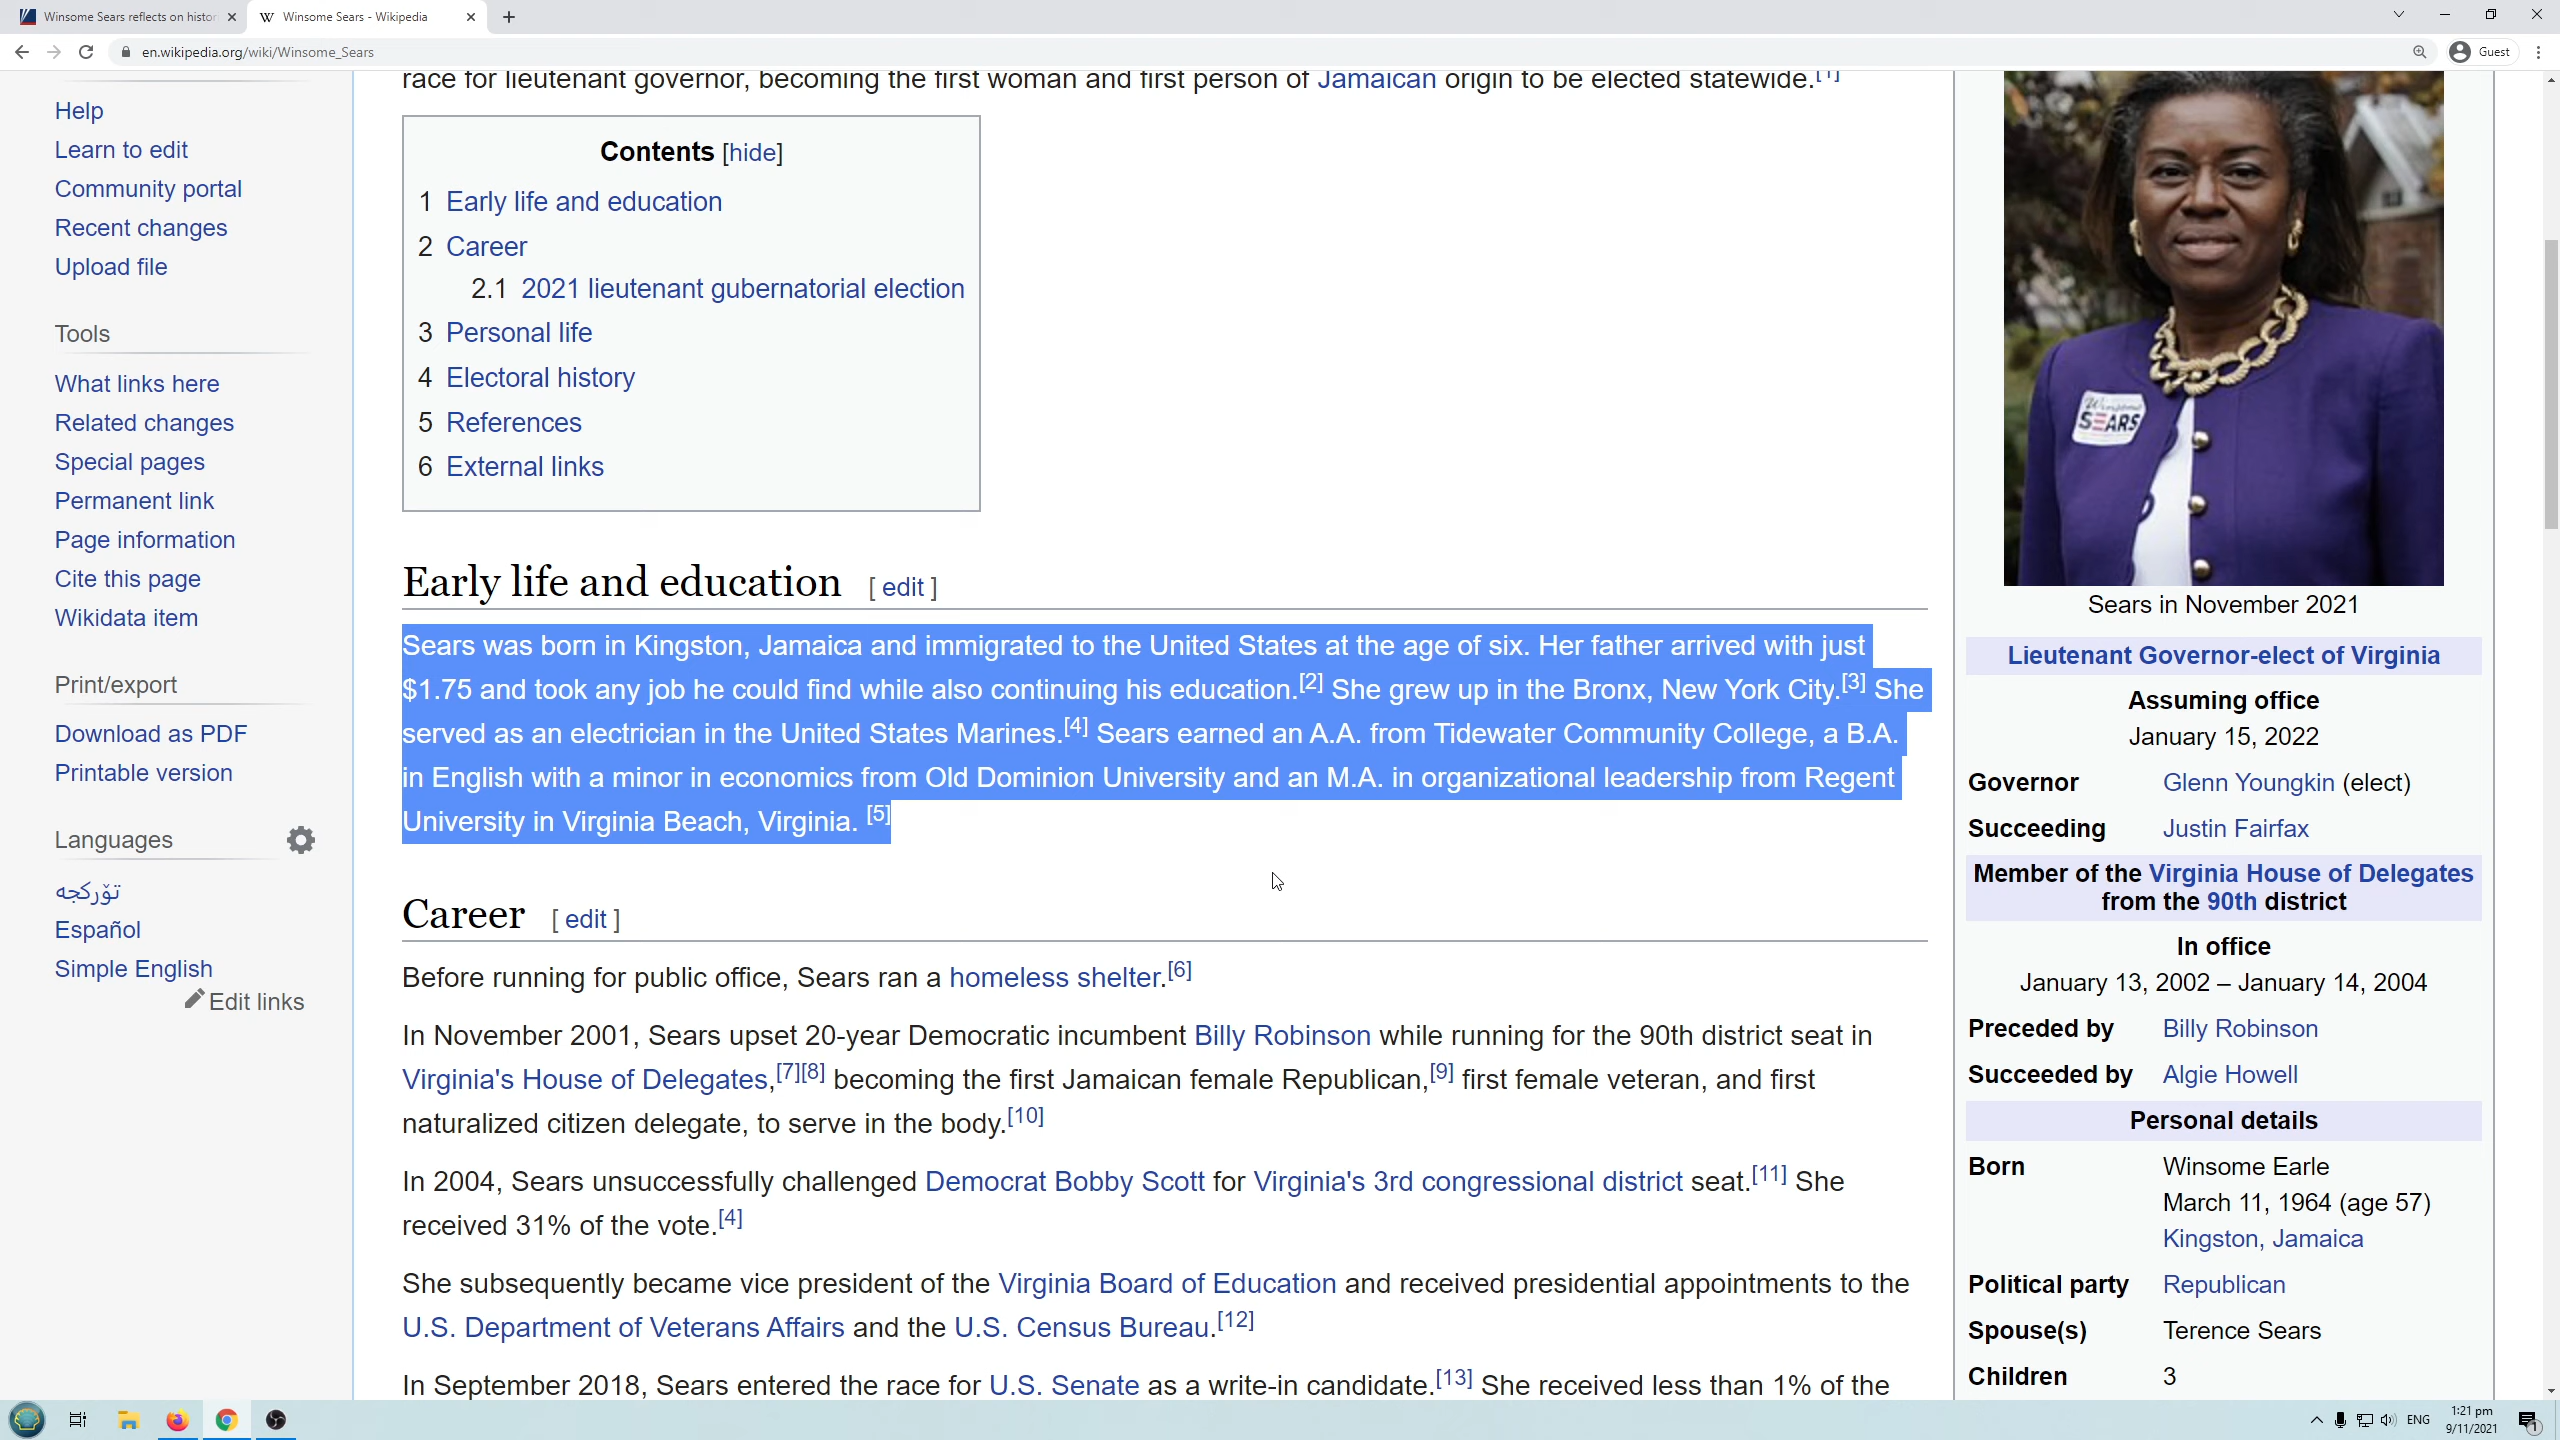 Winsome Sears reflects on histor
Winsome Sears - Wikipedia
en.wikipedia.org/wiki/Winsome_Sears
Guest
Help
Learn to edit
Community portal
Recent changes
Upload file
Tools
What links here
Related changes
Special pages
Permanent link
Page information
Cite this page
Wikidata item
Print/export
Download as PDF
Printable version
Languages
تۆرکجه
Español
Simple English
Edit links
race for lieutenant governor, becoming the first woman and first person of Jamaican origin to be elected statewide.[1]
Contents [hide]
1 Early life and education
2 Career
2.1 2021 lieutenant gubernatorial election
3 Personal life
4 Electoral history
5 References
6 External links
Early life and education [ edit ]
Sears was born in Kingston, Jamaica and immigrated to the United States at the age of six. Her father arrived with just
$1.75 and took any job he could find while also continuing his education.[2] She grew up in the Bronx, New York City.[3] She
served as an electrician in the United States Marines.[4] Sears earned an A.A. from Tidewater Community College, a B.A.
in English with a minor in economics from Old Dominion University and an M.A. in organizational leadership from Regent
University in Virginia Beach, Virginia. [5]
Career [ edit ]
Before running for public office, Sears ran a homeless shelter.[6]
In November 2001, Sears upset 20-year Democratic incumbent Billy Robinson while running for the 90th district seat in
Virginia's House of Delegates,[7][8] becoming the first Jamaican female Republican,[9] first female veteran, and first
naturalized citizen delegate, to serve in the body.[10]
In 2004, Sears unsuccessfully challenged Democrat Bobby Scott for Virginia's 3rd congressional district seat.[11] She
received 31% of the vote.[4]
She subsequently became vice president of the Virginia Board of Education and received presidential appointments to the
U.S. Department of Veterans Affairs and the U.S. Census Bureau.[12]
In September 2018, Sears entered the race for U.S. Senate as a write-in candidate.[13] She received less than 1% of the
SEARS
Sears in November 2021
Lieutenant Governor-elect of Virginia
Assuming office
January 15, 2022
Governor Glenn Youngkin (elect)
Succeeding Justin Fairfax
Member of the Virginia House of Delegates
from the 90th district
In office
January 13, 2002 – January 14, 2004
Preceded by Billy Robinson
Succeeded by Algie Howell
Personal details
Born Winsome Earle
March 11, 1964 (age 57)
Kingston, Jamaica
Political party Republican
Spouse(s) Terence Sears
Children 3
ENG
1:21 pm
9/11/2021
1